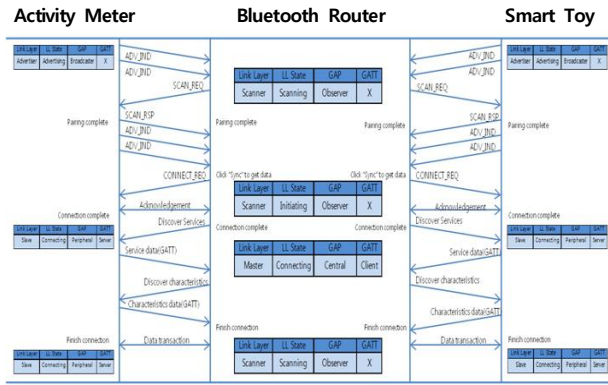 Activity Meter Bluetooth Router Smart Toy
Link Layer LL State GAP GATT
Advertiser Advertising Broadcaster X
ADV_IND
ADV_IND
SCAN_REQ
SCAN_RSP
Pairing complete
ADV_IND
ADV_IND
CONNECT_REQ
Acknowledgement
Connection complete
Discover Services
Link Layer LL State GAP GATT
Slave Connecting Peripheral Server
Service data(GATT)
Discover characteristics
Characteristics data(GATT)
Finish connection
Data transaction
Link Layer LL State GAP GATT
Slave Connecting Peripheral Server
Link Layer LL State GAP GATT
Scanner Scanning Observer X
Pairing complete Pairing complete
Click "Sync" to get data Click "Sync" to get data
Link Layer LL State GAP GATT
Scanner Initiating Observer X
Connection complete Connection complete
Link Layer LL State GAP GATT
Master Connecting Central Client
Finish connection Finish connection
Link Layer LL State GAP GATT
Scanner Scanning Observer X
ADV_IND
ADV_IND
SCAN_REQ
SCAN_RSP
ADV_IND
ADV_IND
CONNECT_REQ
Acknowledgement
Discover Services
Service data(GATT)
Discover characteristics
Characteristics data(GATT)
Data transaction
Link Layer LL State GAP GATT
Advertiser Advertising Broadcaster X
Pairing complete
Connection complete
Link Layer LL State GAP GATT
Slave Connecting Peripheral Server
Finish connection
Link Layer LL State GAP GATT
Slave Connecting Peripheral Server